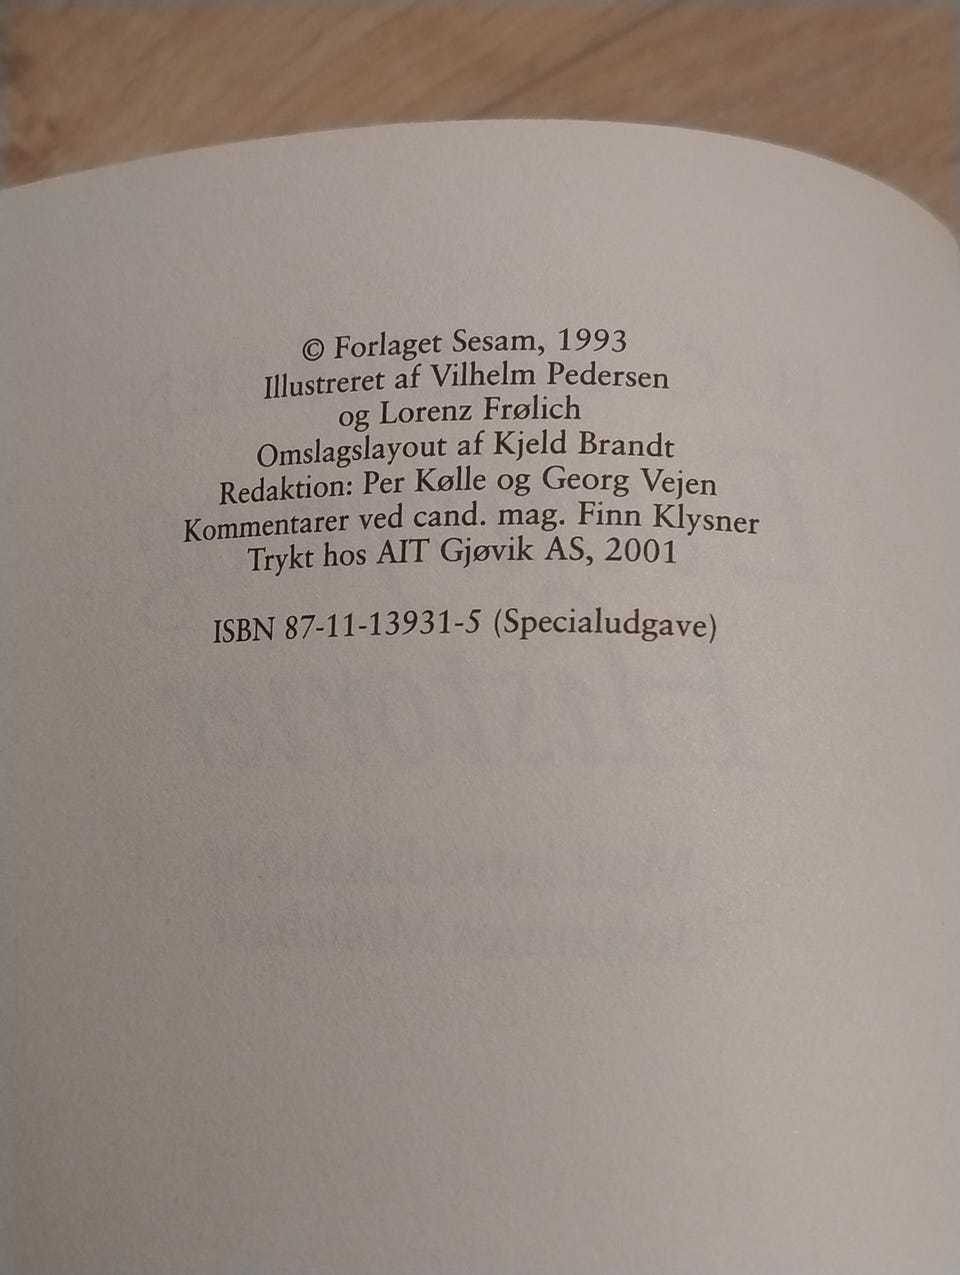 © Forlaget Sesam, 1993
Illustreret af Vilhelm Pedersen
og Lorenz Frølich
Omslagslayout af Kjeld Brandt
Redaktion: Per Kølle og Georg Vejen
Kommentarer ved cand. mag. Finn Klysner
Trykt hos AIT Gjøvik AS, 2001
ISBN 87-11-13931-5 (Specialudgave)